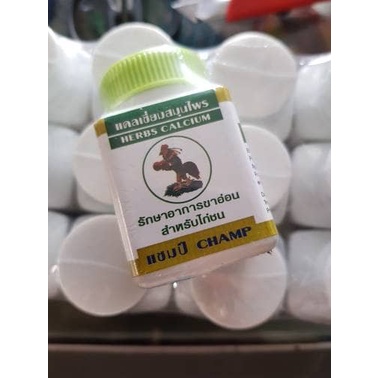 แคลเซี่ยมสมุนไพร
HERBS CALCIUM
รักษาอาการขาอ่อน
สำหรับไก่ชน
แชมป์ CHAMP